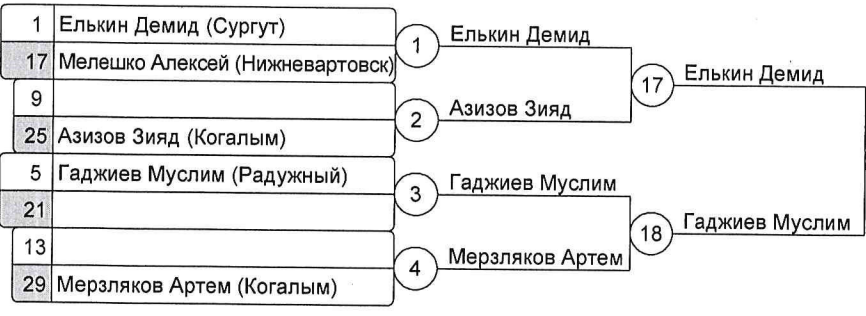 1 Елькин Демид (Сургут)
17 Мелешко Алексей (Нижневартовск)
1 Елькин Демид
9
25 Азизов Зияд (Когалым)
2 Азизов Зияд
17 Елькин Демид
5 Гаджиев Муслим (Радужный)
21
3 Гаджиев Муслим
13
29 Мерзляков Артем (Когалым)
4 Мерзляков Артем
18 Гаджиев Муслим